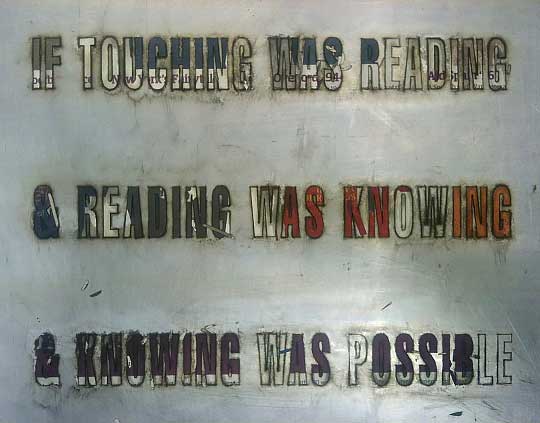 IF TOUCHING WAS READING
& READING WAS KNOWING
& KNOWING WAS POSSIBLE